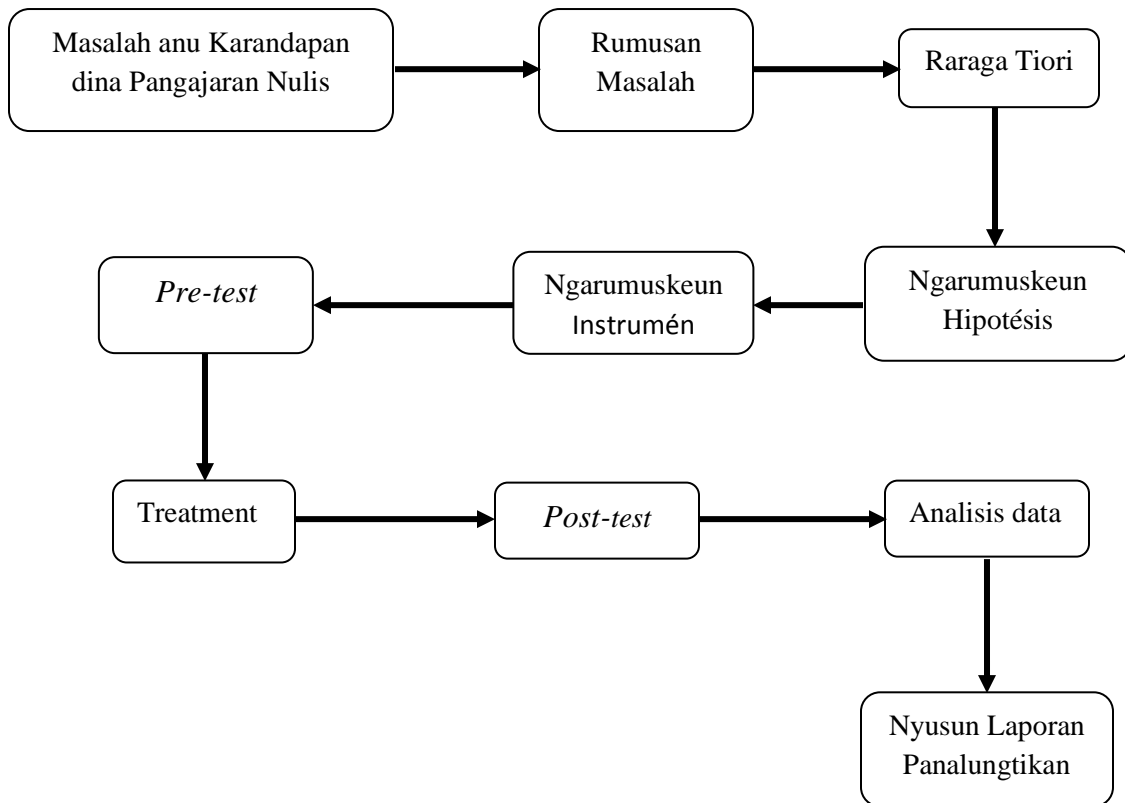 Masalah anu Karandapan
dina Pangajaran Nulis
Rumusan
Masalah
Raraga Tiori
Ngarumuskeun
Hipotésis
Ngarumuskeun
Instrumén
Pre-test
Treatment
Post-test
Analisis data
Nyusun Laporan
Panalungtikan